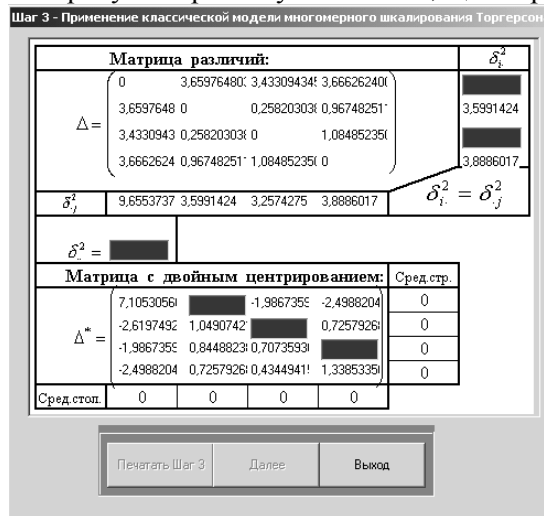 Шаг 3 - Применение классической модели многомерного шкалирования Торгерсон
Матрица различий: δ²i.
0 3,65976480 3,43309434 3,66626240
3,6597648 0 0,25820303 0,96748251 3,5991424
Δ =
3,4330943 0,25820303 0 1,08485235
3,6662624 0,96748251 1,08485235 0 3,8886017
δ²i. = δ²·j
δ²·j 9,6553737 3,5991424 3,2574275 3,8886017
δ²·· =
Матрица с двойным центрированием: Сред.стр.
7,1053056 -1,986735 -2,4988204 0
-2,6197492 1,0490742 0,7257926 0
Δ* =
-1,986735 0,8448823 0,7073593 0
-2,4988204 0,7257926 0,4344941 1,3385335 0
Сред.стол. 0 0 0 0
Печатать Шаг 3 Далее Выход